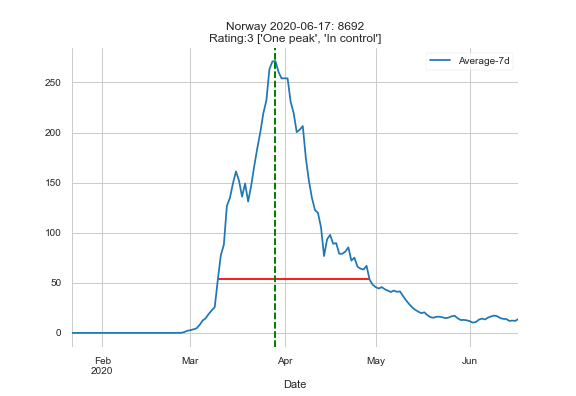 Norway 2020-06-17: 8692
Rating:3 ['One peak', 'In control']
Average-7d
250
200
150
100
50
0
Feb
2020
Mar
Apr
May
Jun
Date